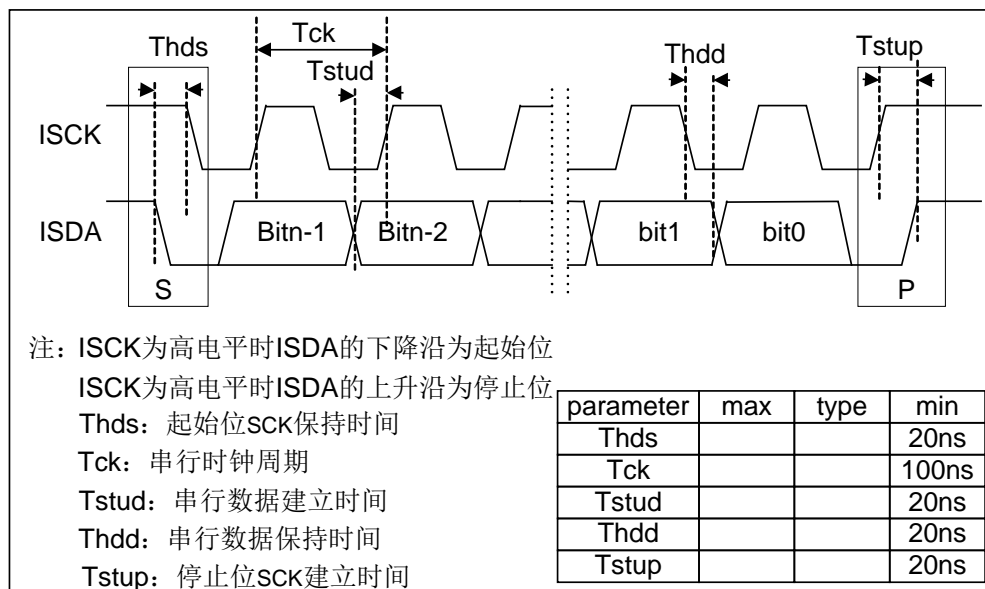 Tck
Thds
Thdd
Tstup
Tstud
ISCK
ISDA
Bitn-1
Bitn-2
bit1
bit0
S
P
注：ISCK为高电平时ISDA的下降沿为起始位
ISCK为高电平时ISDA的上升沿为停止位
Thds：起始位SCK保持时间
Tck：串行时钟周期
Tstud：串行数据建立时间
Thdd：串行数据保持时间
Tstup：停止位SCK建立时间
parameter max type min
Thds 20ns
Tck 100ns
Tstud 20ns
Thdd 20ns
Tstup 20ns